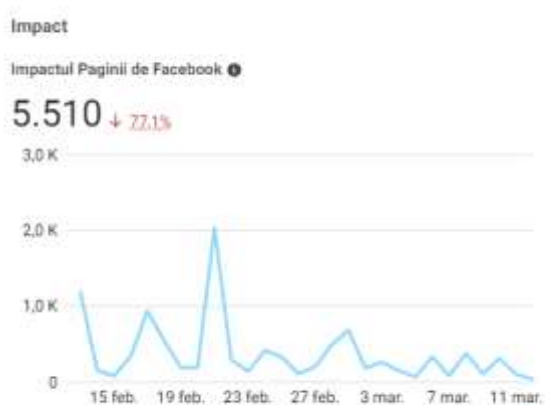 Impact
Impactul Paginii de Facebook
5.510 ↓ 77,1%
3,0 K
2,0 K
1,0 K
0
15 feb. 19 feb. 23 feb. 27 feb. 3 mar. 7 mar. 11 mar.